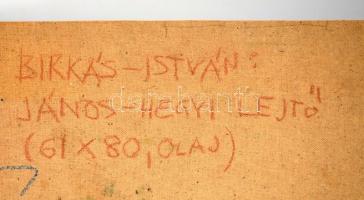 BIRKÁS-ISTVÁN:
JÁNOS-HEGYI LEJTŐ
(61X80, OLAJ)